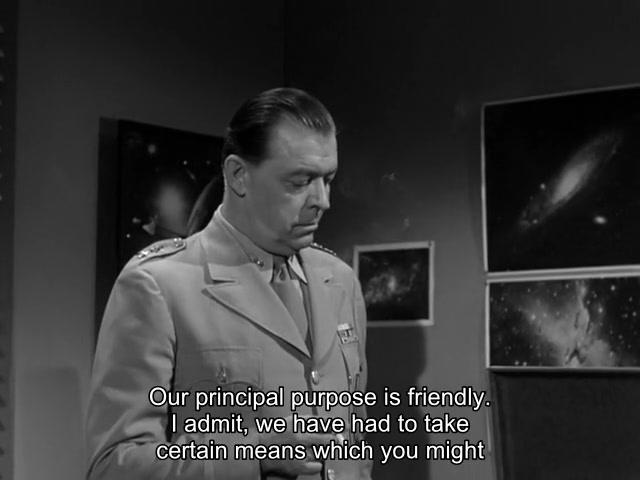 Our principal purpose is friendly.
I admit, we have had to take
certain means which you might